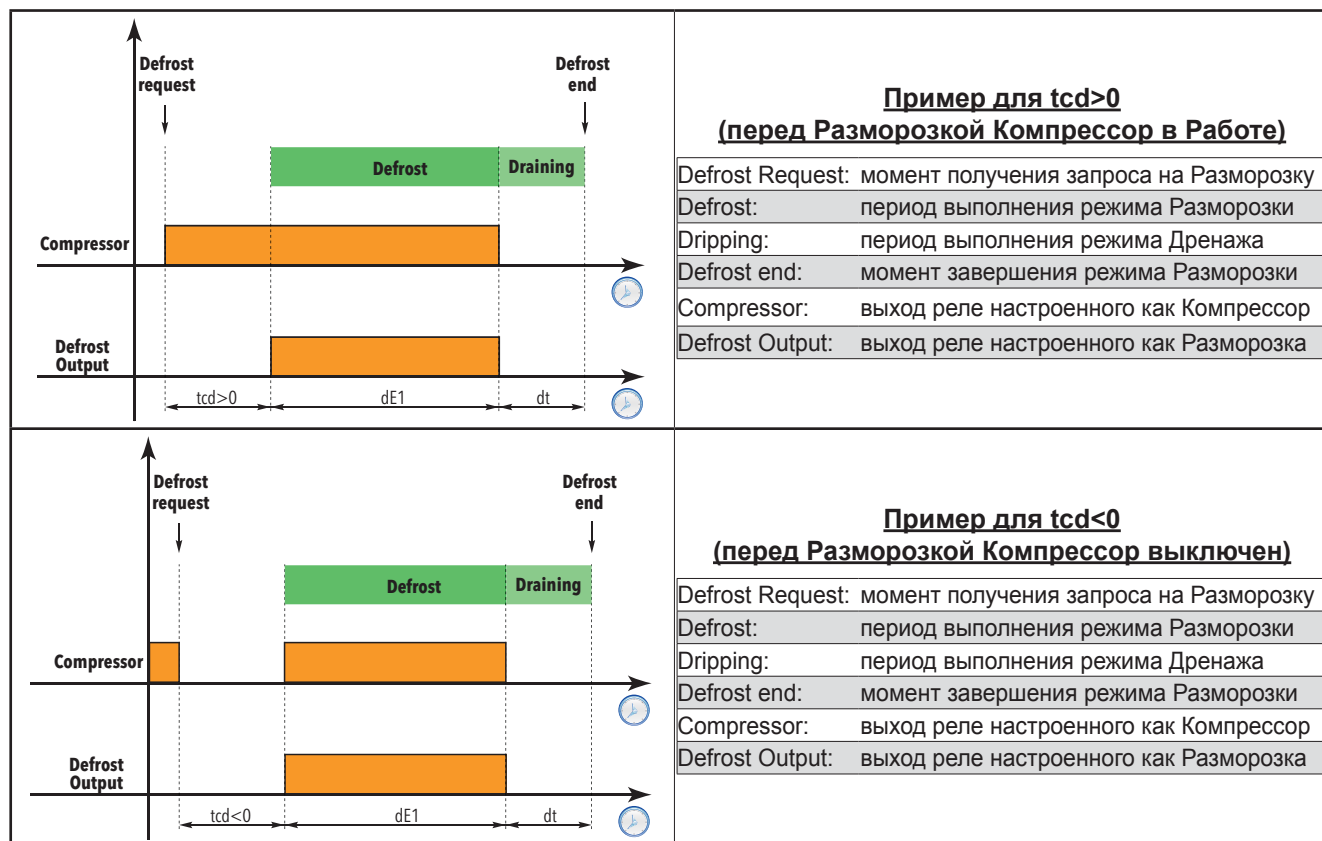 Defrost
request
Defrost
end
Defrost
Draining
Compressor
Defrost
Output
tcd>0
dE1
dt
Пример для tcd>0
(перед Разморозкой Компрессор в Работе)
Defrost Request: момент получения запроса на Разморозку
Defrost: период выполнения режима Разморозки
Dripping: период выполнения режима Дренажа
Defrost end: момент завершения режима Разморозки
Compressor: выход реле настроенного как Компрессор
Defrost Output: выход реле настроенного как Разморозка
Defrost
request
Defrost
end
Defrost
Draining
Compressor
Defrost
Output
tcd<0
dE1
dt
Пример для tcd<0
(перед Разморозкой Компрессор выключен)
Defrost Request: момент получения запроса на Разморозку
Defrost: период выполнения режима Разморозки
Dripping: период выполнения режима Дренажа
Defrost end: момент завершения режима Разморозки
Compressor: выход реле настроенного как Компрессор
Defrost Output: выход реле настроенного как Разморозка